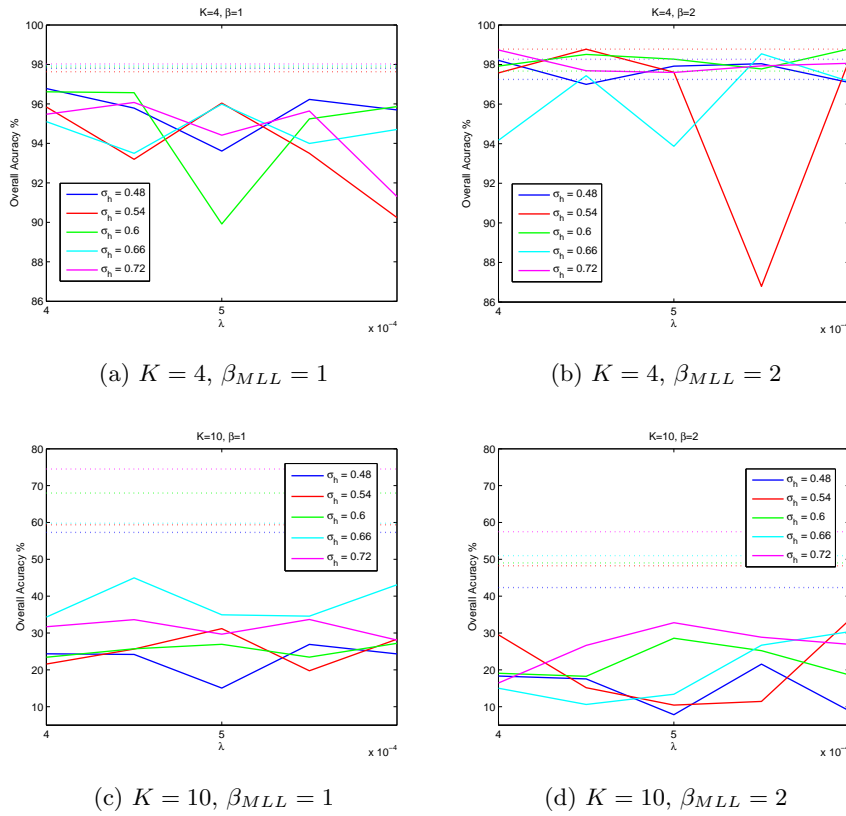 K=4, β=1
100
98
96
94
92
90
88
86
Overall Acuracy %
σh = 0.48
σh = 0.54
σh = 0.6
σh = 0.66
σh = 0.72
4
5
λ
x 10⁻⁴
(a) K = 4, βMLL = 1
K=4, β=2
100
98
96
94
92
90
88
86
Overall Acuracy %
σh = 0.48
σh = 0.54
σh = 0.6
σh = 0.66
σh = 0.72
4
5
λ
x 10⁻⁴
(b) K = 4, βMLL = 2
K=10, β=1
80
70
60
50
40
30
20
10
Overall Acuracy %
σh = 0.48
σh = 0.54
σh = 0.6
σh = 0.66
σh = 0.72
4
5
λ
x 10⁻⁴
(c) K = 10, βMLL = 1
K=10, β=2
80
70
60
50
40
30
20
10
Overall Acuracy %
σh = 0.48
σh = 0.54
σh = 0.6
σh = 0.66
σh = 0.72
4
5
λ
x 10⁻⁴
(d) K = 10, βMLL = 2